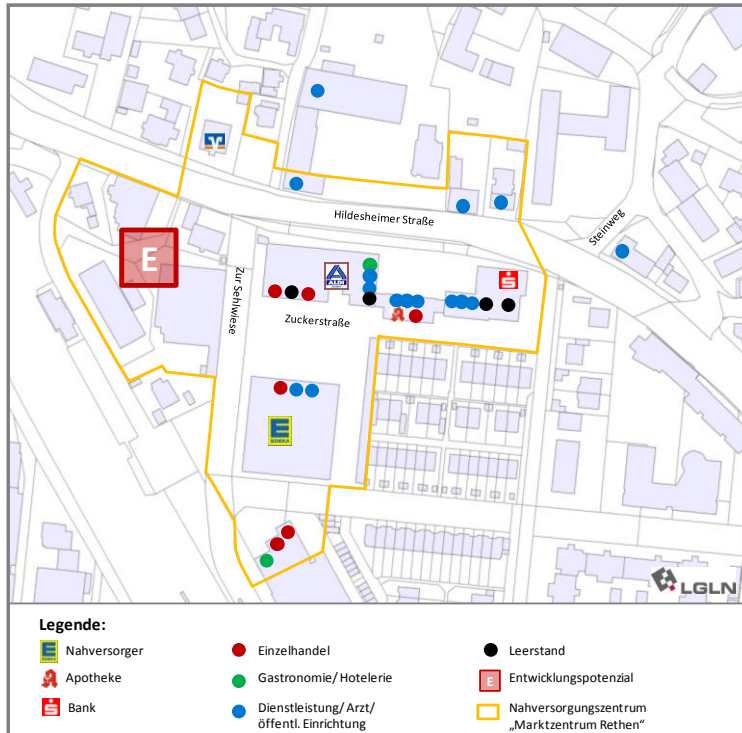 Hildesheimer Straße
Steinweg
E
ALDI
Zur Sehlwiese
Zuckerstraße
E
EDEKA
LGLN
Legende:
E Nahversorger
Apotheke
Bank
Einzelhandel
Gastronomie/ Hotelerie
Dienstleistung/ Arzt/
öffentl. Einrichtung
Leerstand
E Entwicklungspotenzial
Nahversorgungszentrum
„Marktzentrum Rethen“